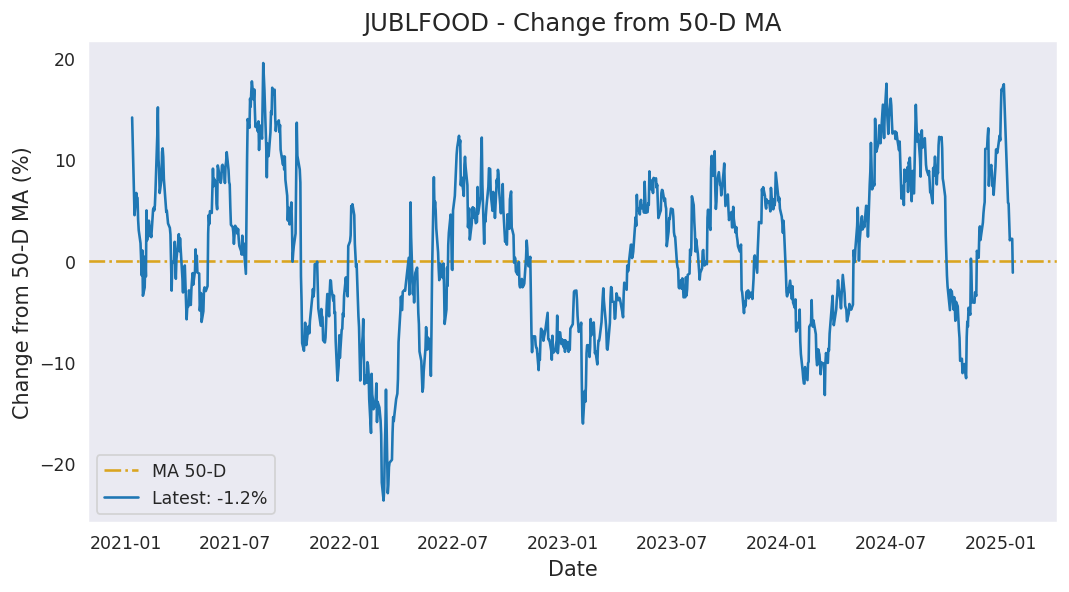 JUBLFOOD - Change from 50-D MA
Change from 50-D MA (%)
20
10
0
−10
−20
MA 50-D
Latest: -1.2%
2021-01 2021-07 2022-01 2022-07 2023-01 2023-07 2024-01 2024-07 2025-01
Date